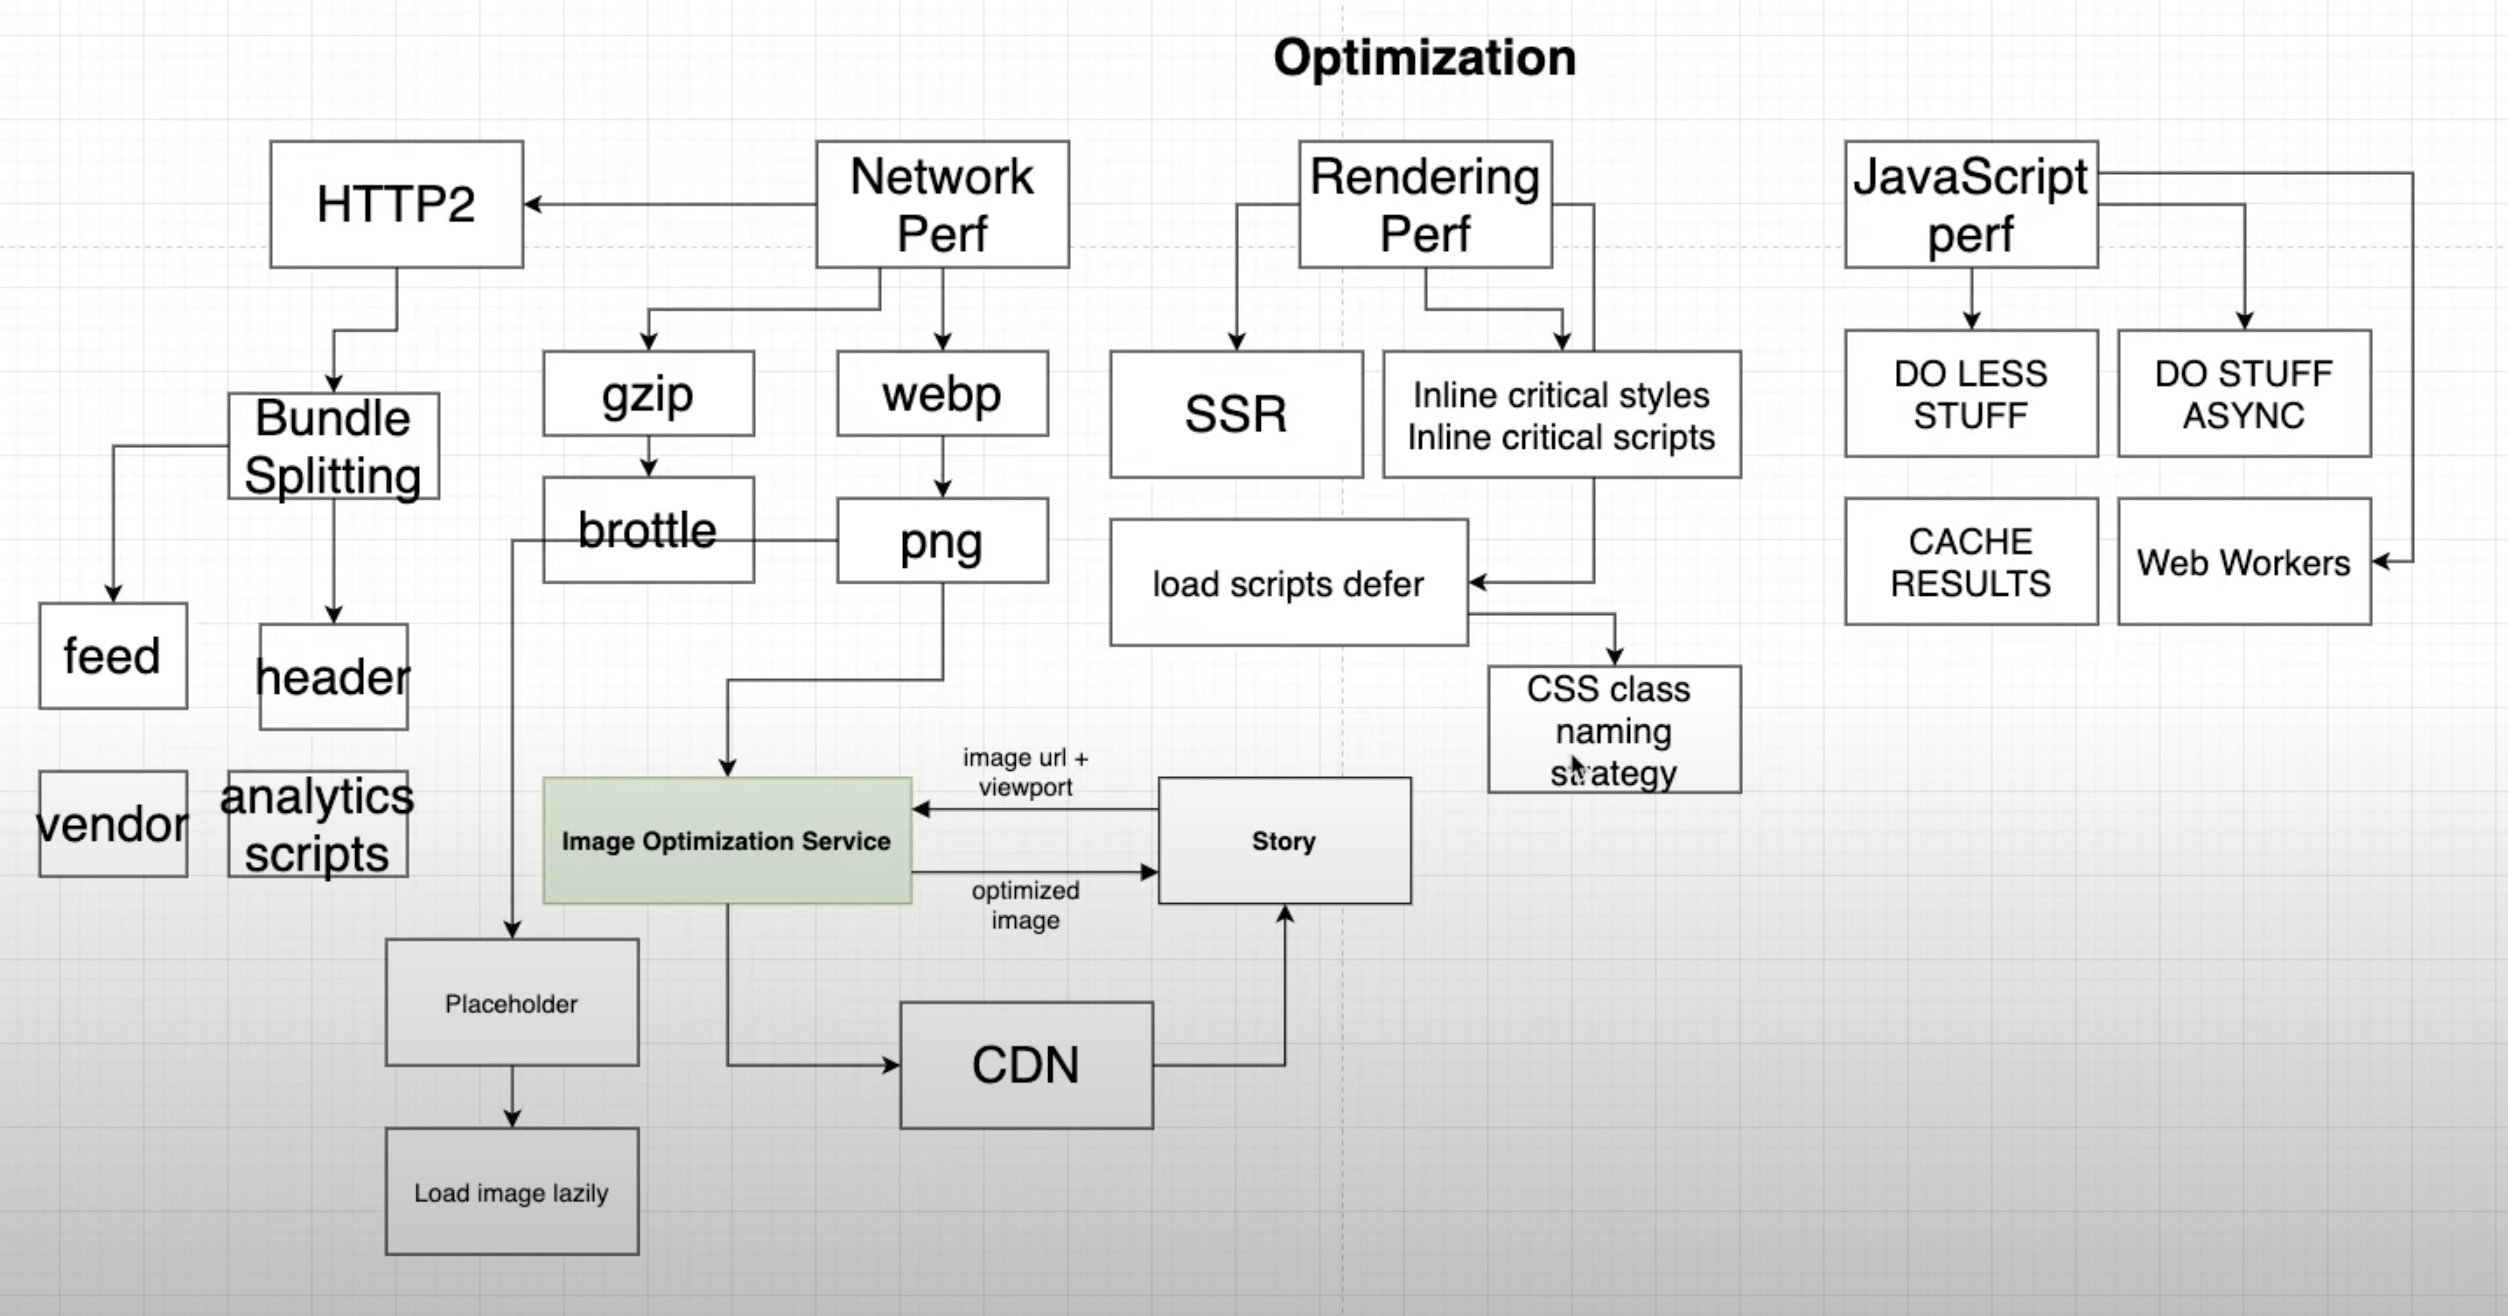 Optimization
HTTP2
Network
Perf
Rendering
Perf
JavaScript
perf
Bundle
Splitting
gzip
webp
SSR
Inline critical styles
Inline critical scripts
DO LESS
STUFF
DO STUFF
ASYNC
brottle
png
load scripts defer
CACHE
RESULTS
Web Workers
feed
header
CSS class
naming
strategy
vendor
analytics
scripts
Image Optimization Service
image url +
viewport
optimized
image
Story
Placeholder
CDN
Load image lazily